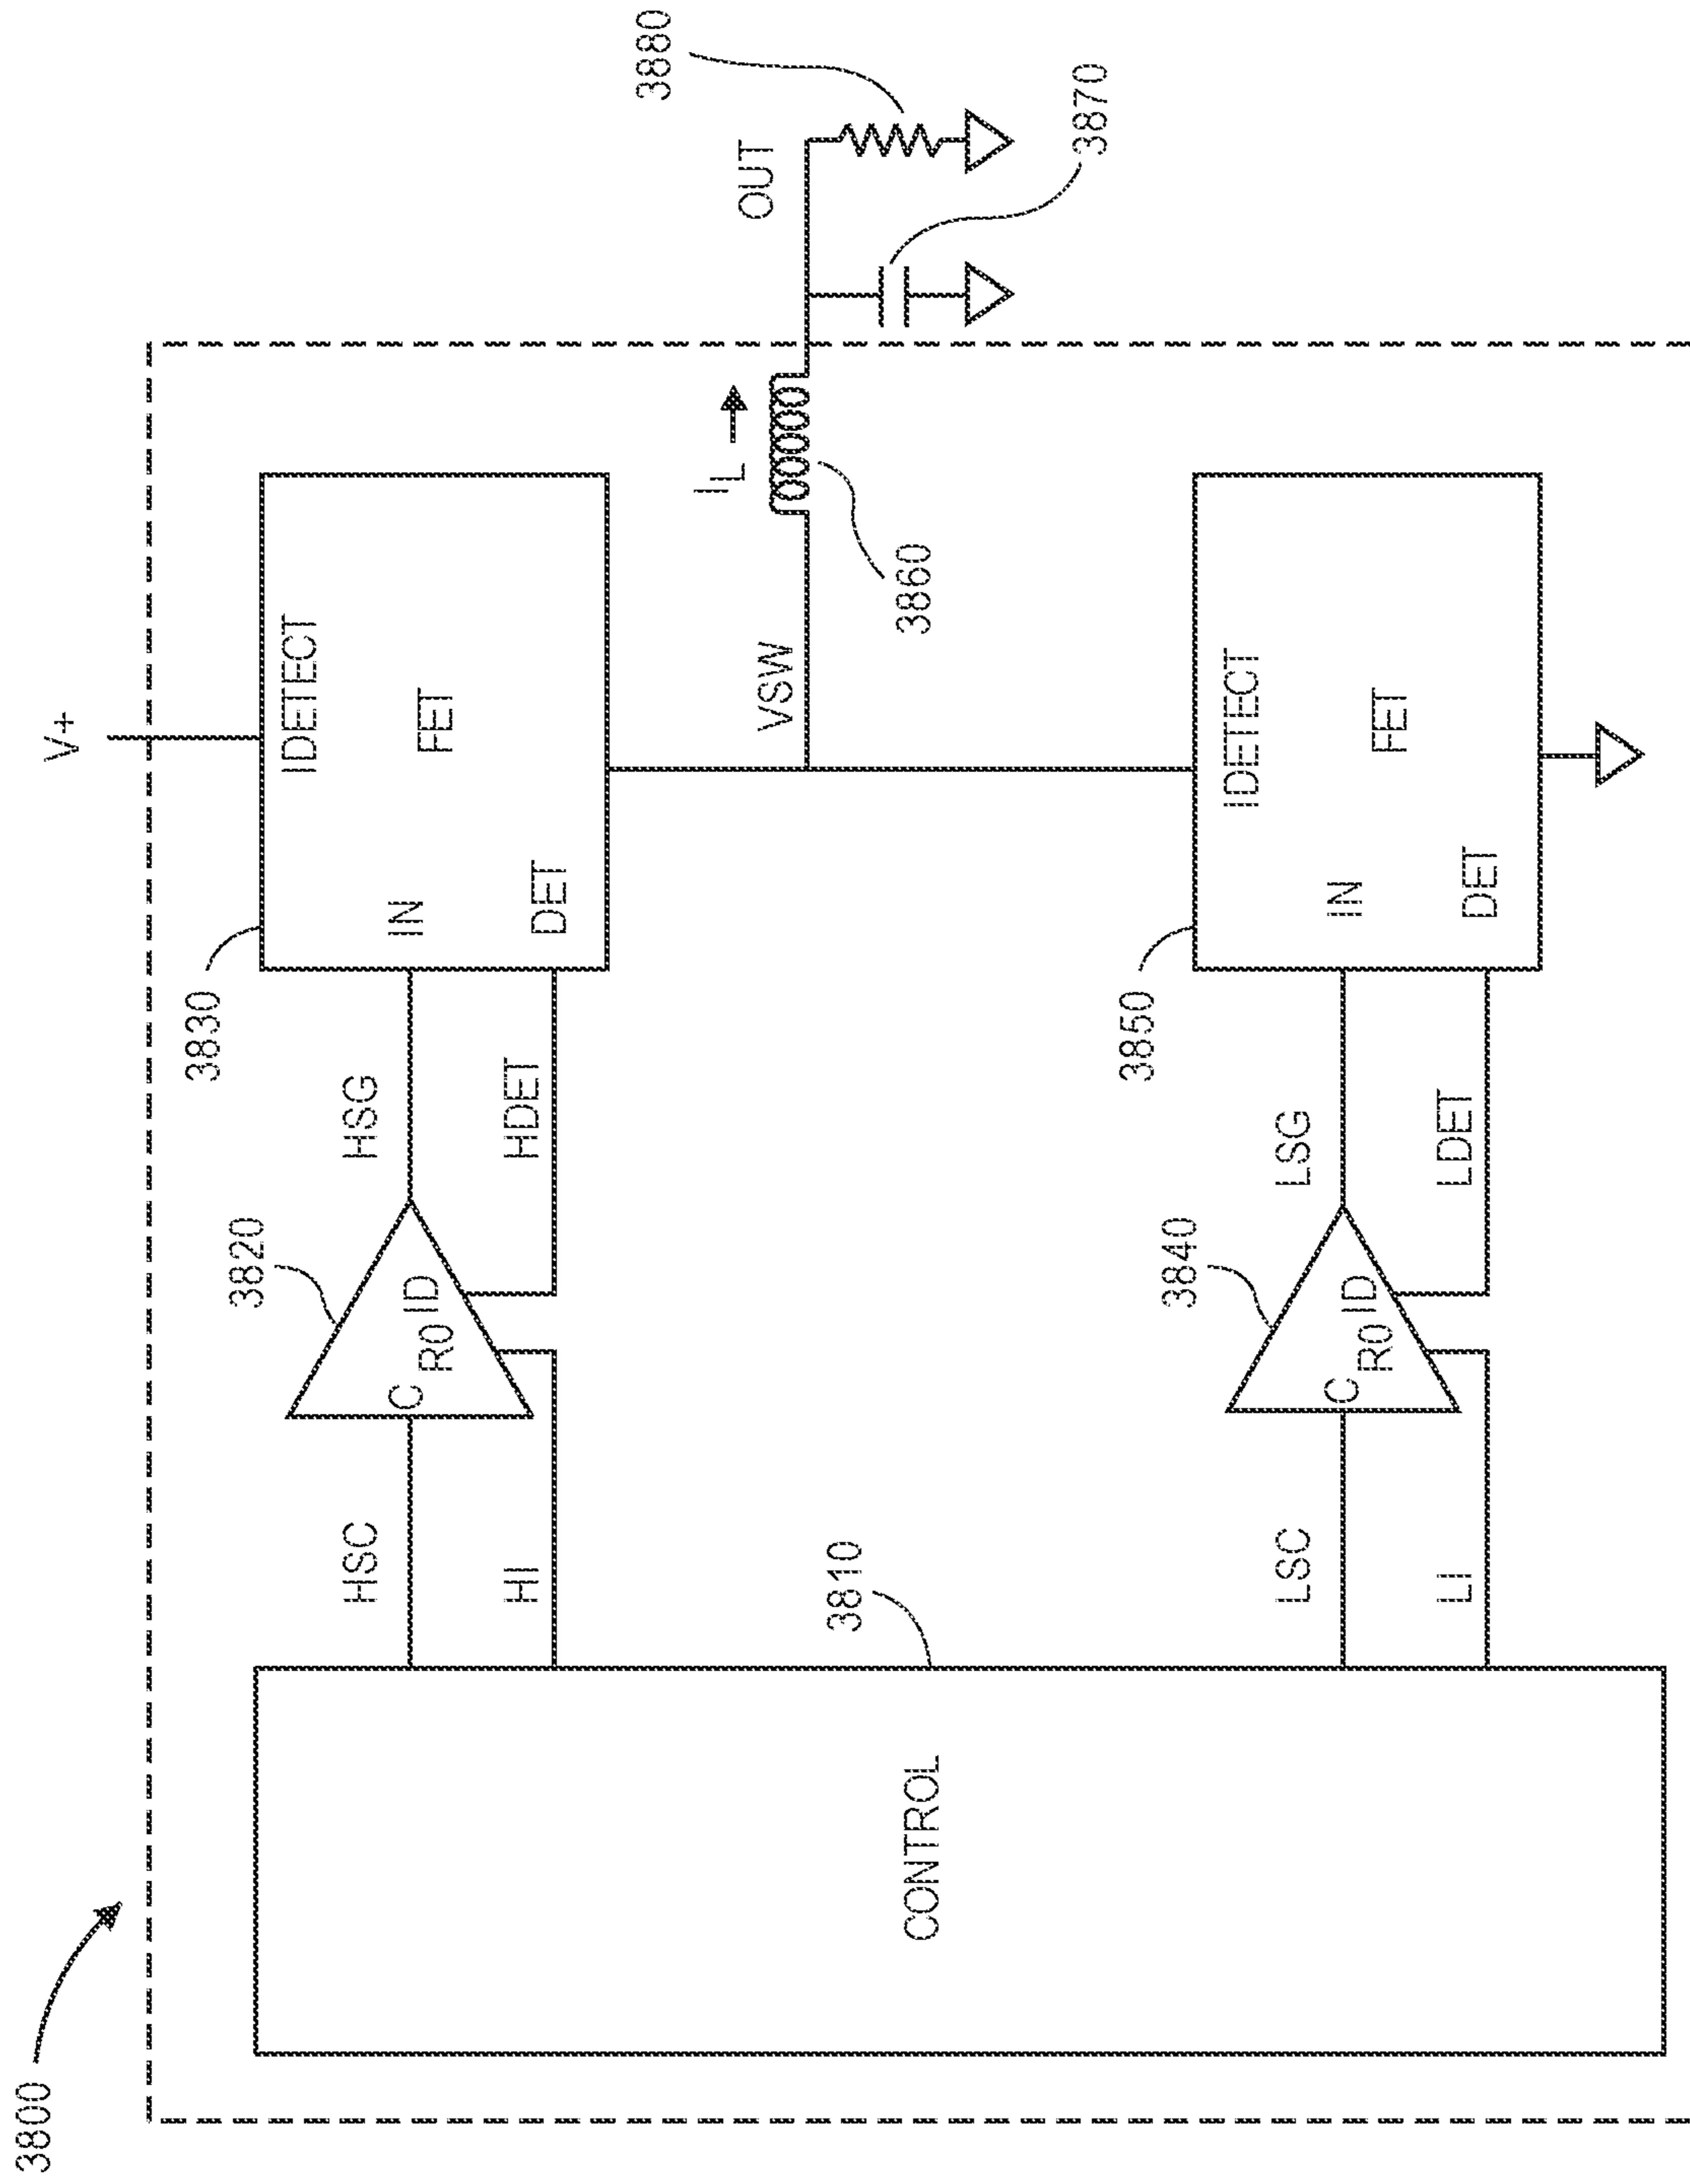 3800
V+
3820
3830
IDETECT
HSC
C
HSG
IN
FET
R0
ID
HI
HDET
DET
3880
I_L
OUT
VSW
3810
3860
CONTROL
3870
3840
3850
IDETECT
LSC
C
LSG
IN
FET
R0
ID
LI
LDET
DET